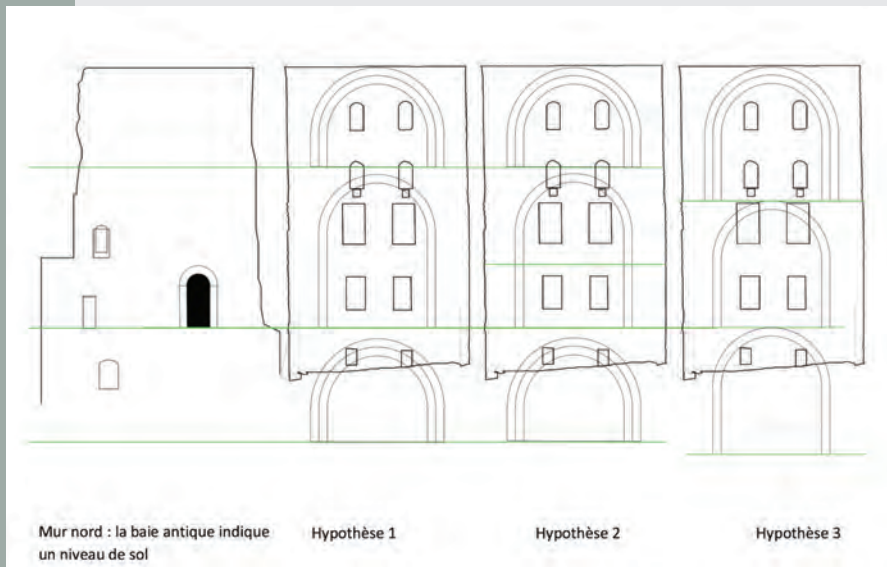 Mur nord : la baie antique indique
un niveau de sol
Hypothèse 1
Hypothèse 2
Hypothèse 3